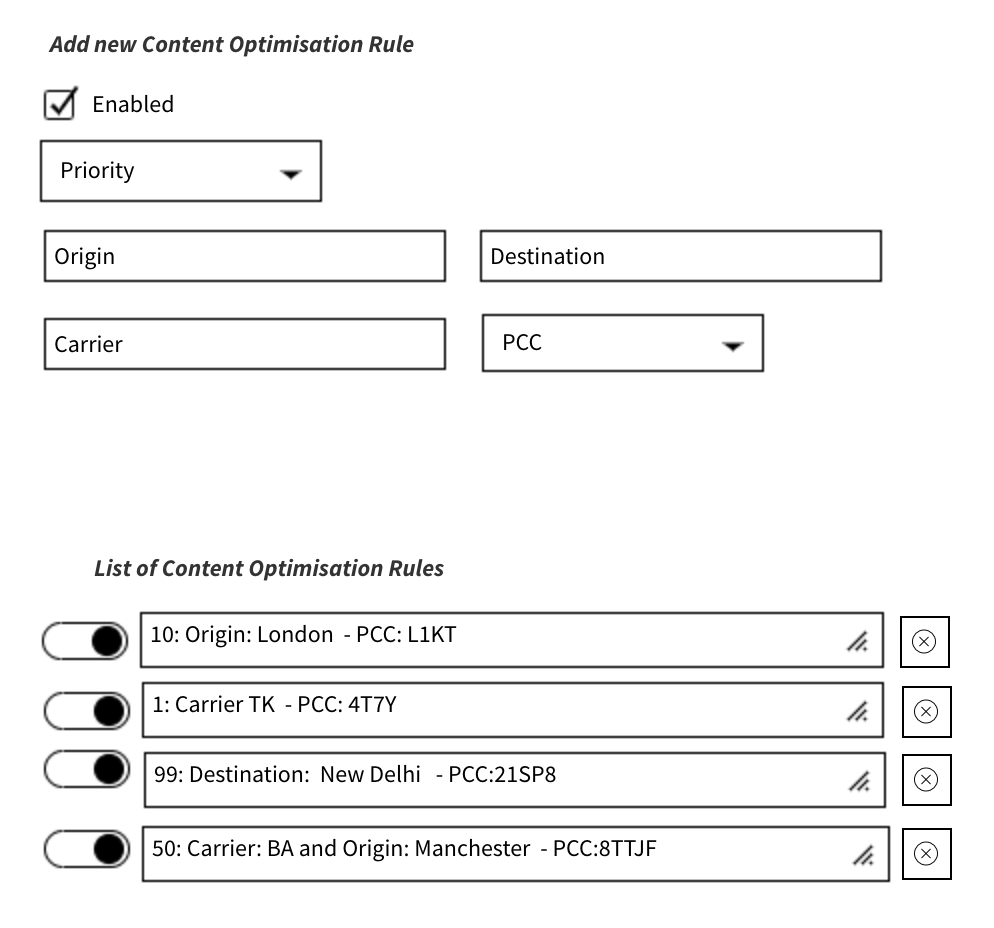 Add new Content Optimisation Rule
Enabled
Priority
Origin
Destination
Carrier
PCC
List of Content Optimisation Rules
10: Origin: London - PCC: L1KT
1: Carrier TK - PCC: 4T7Y
99: Destination: New Delhi - PCC:21SP8
50: Carrier: BA and Origin: Manchester - PCC:8TTJF